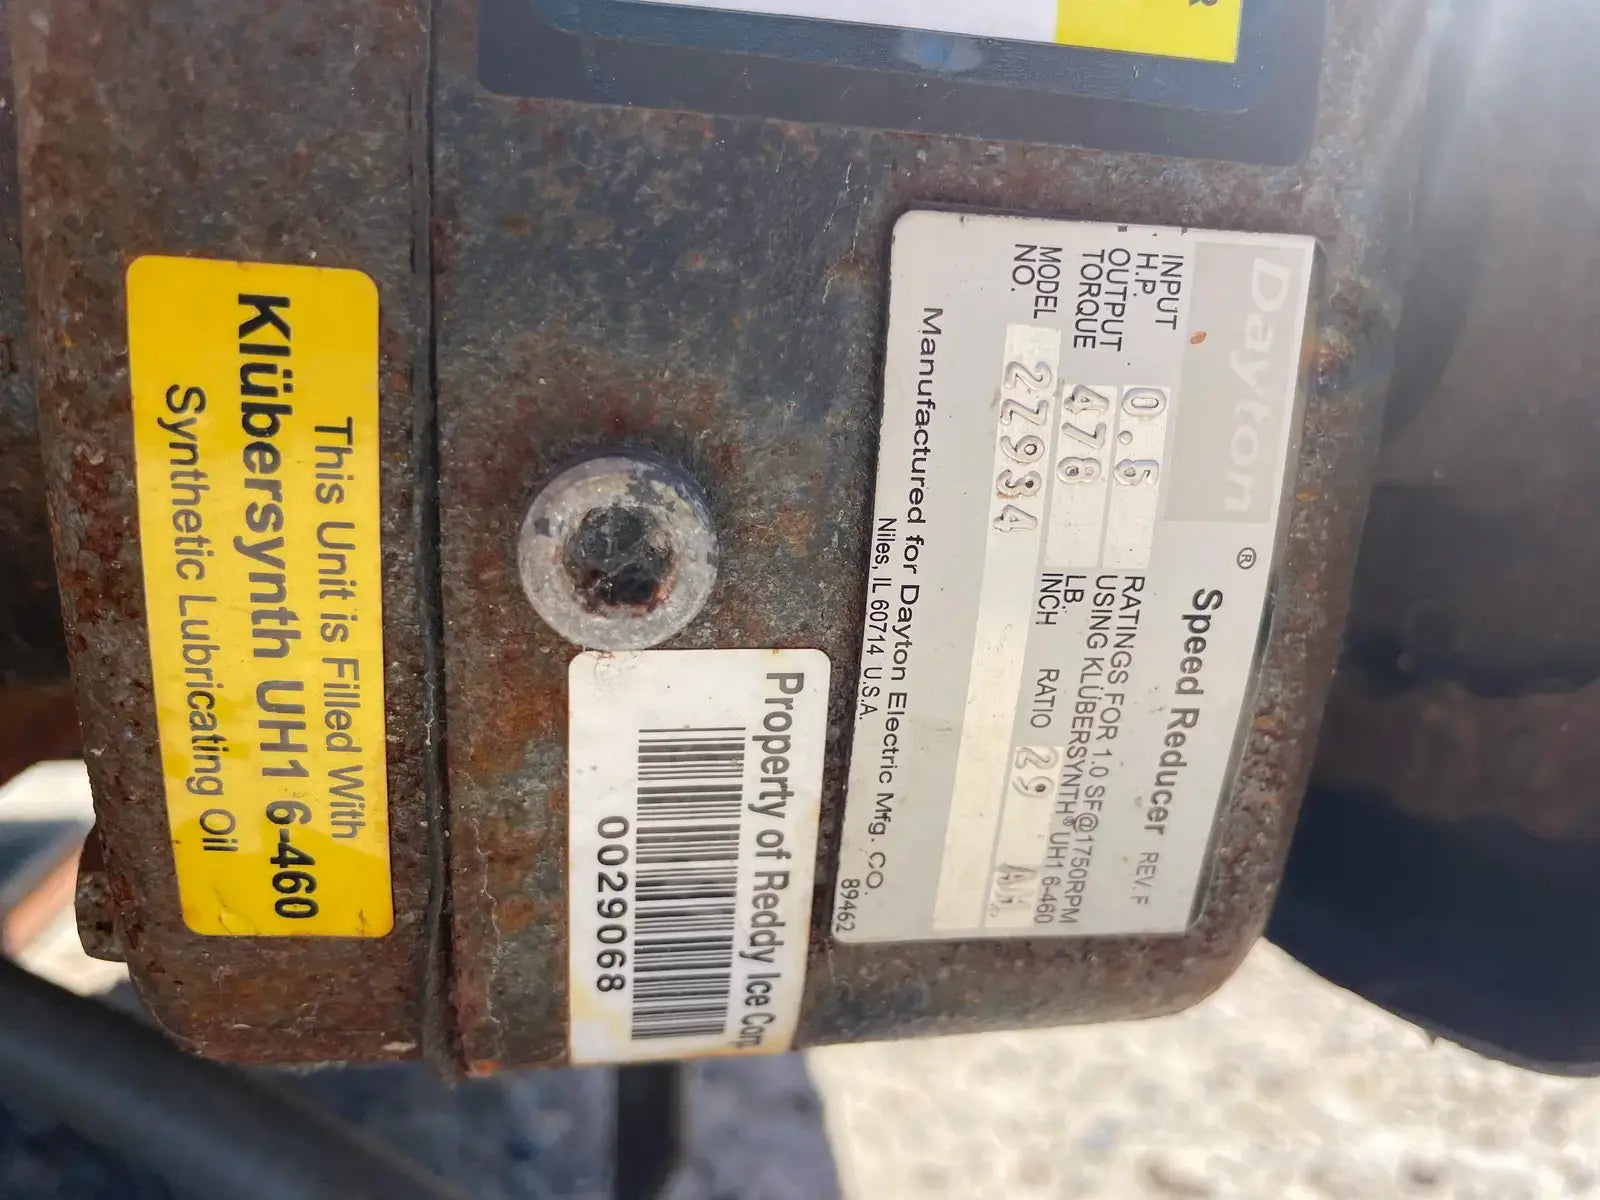 Dayton ®
Speed Reducer REV. F
INPUT H.P. 0.5 RATINGS FOR 1.0 SF@1750RPM
USING KLÜBERSYNTH® UH1 6-460
OUTPUT TORQUE 478 LB. INCH RATIO 29
MODEL NO. 2Z934
Manufactured for Dayton Electric Mfg. CO.
Niles, IL 60714 U.S.A. 89462
Property of Reddy Ice Corp
0029068
This Unit is Filled With
Klübersynth UH1 6-460
Synthetic Lubricating Oil